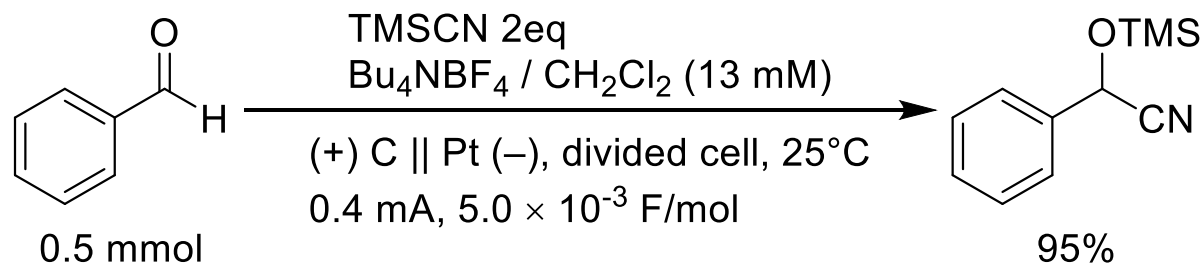 TMSCN 2eq
Bu₄NBF₄ / CH₂Cl₂ (13 mM)
(+) C || Pt (–), divided cell, 25°C
0.4 mA, 5.0 × 10⁻³ F/mol
O
H
0.5 mmol
OTMS
CN
95%